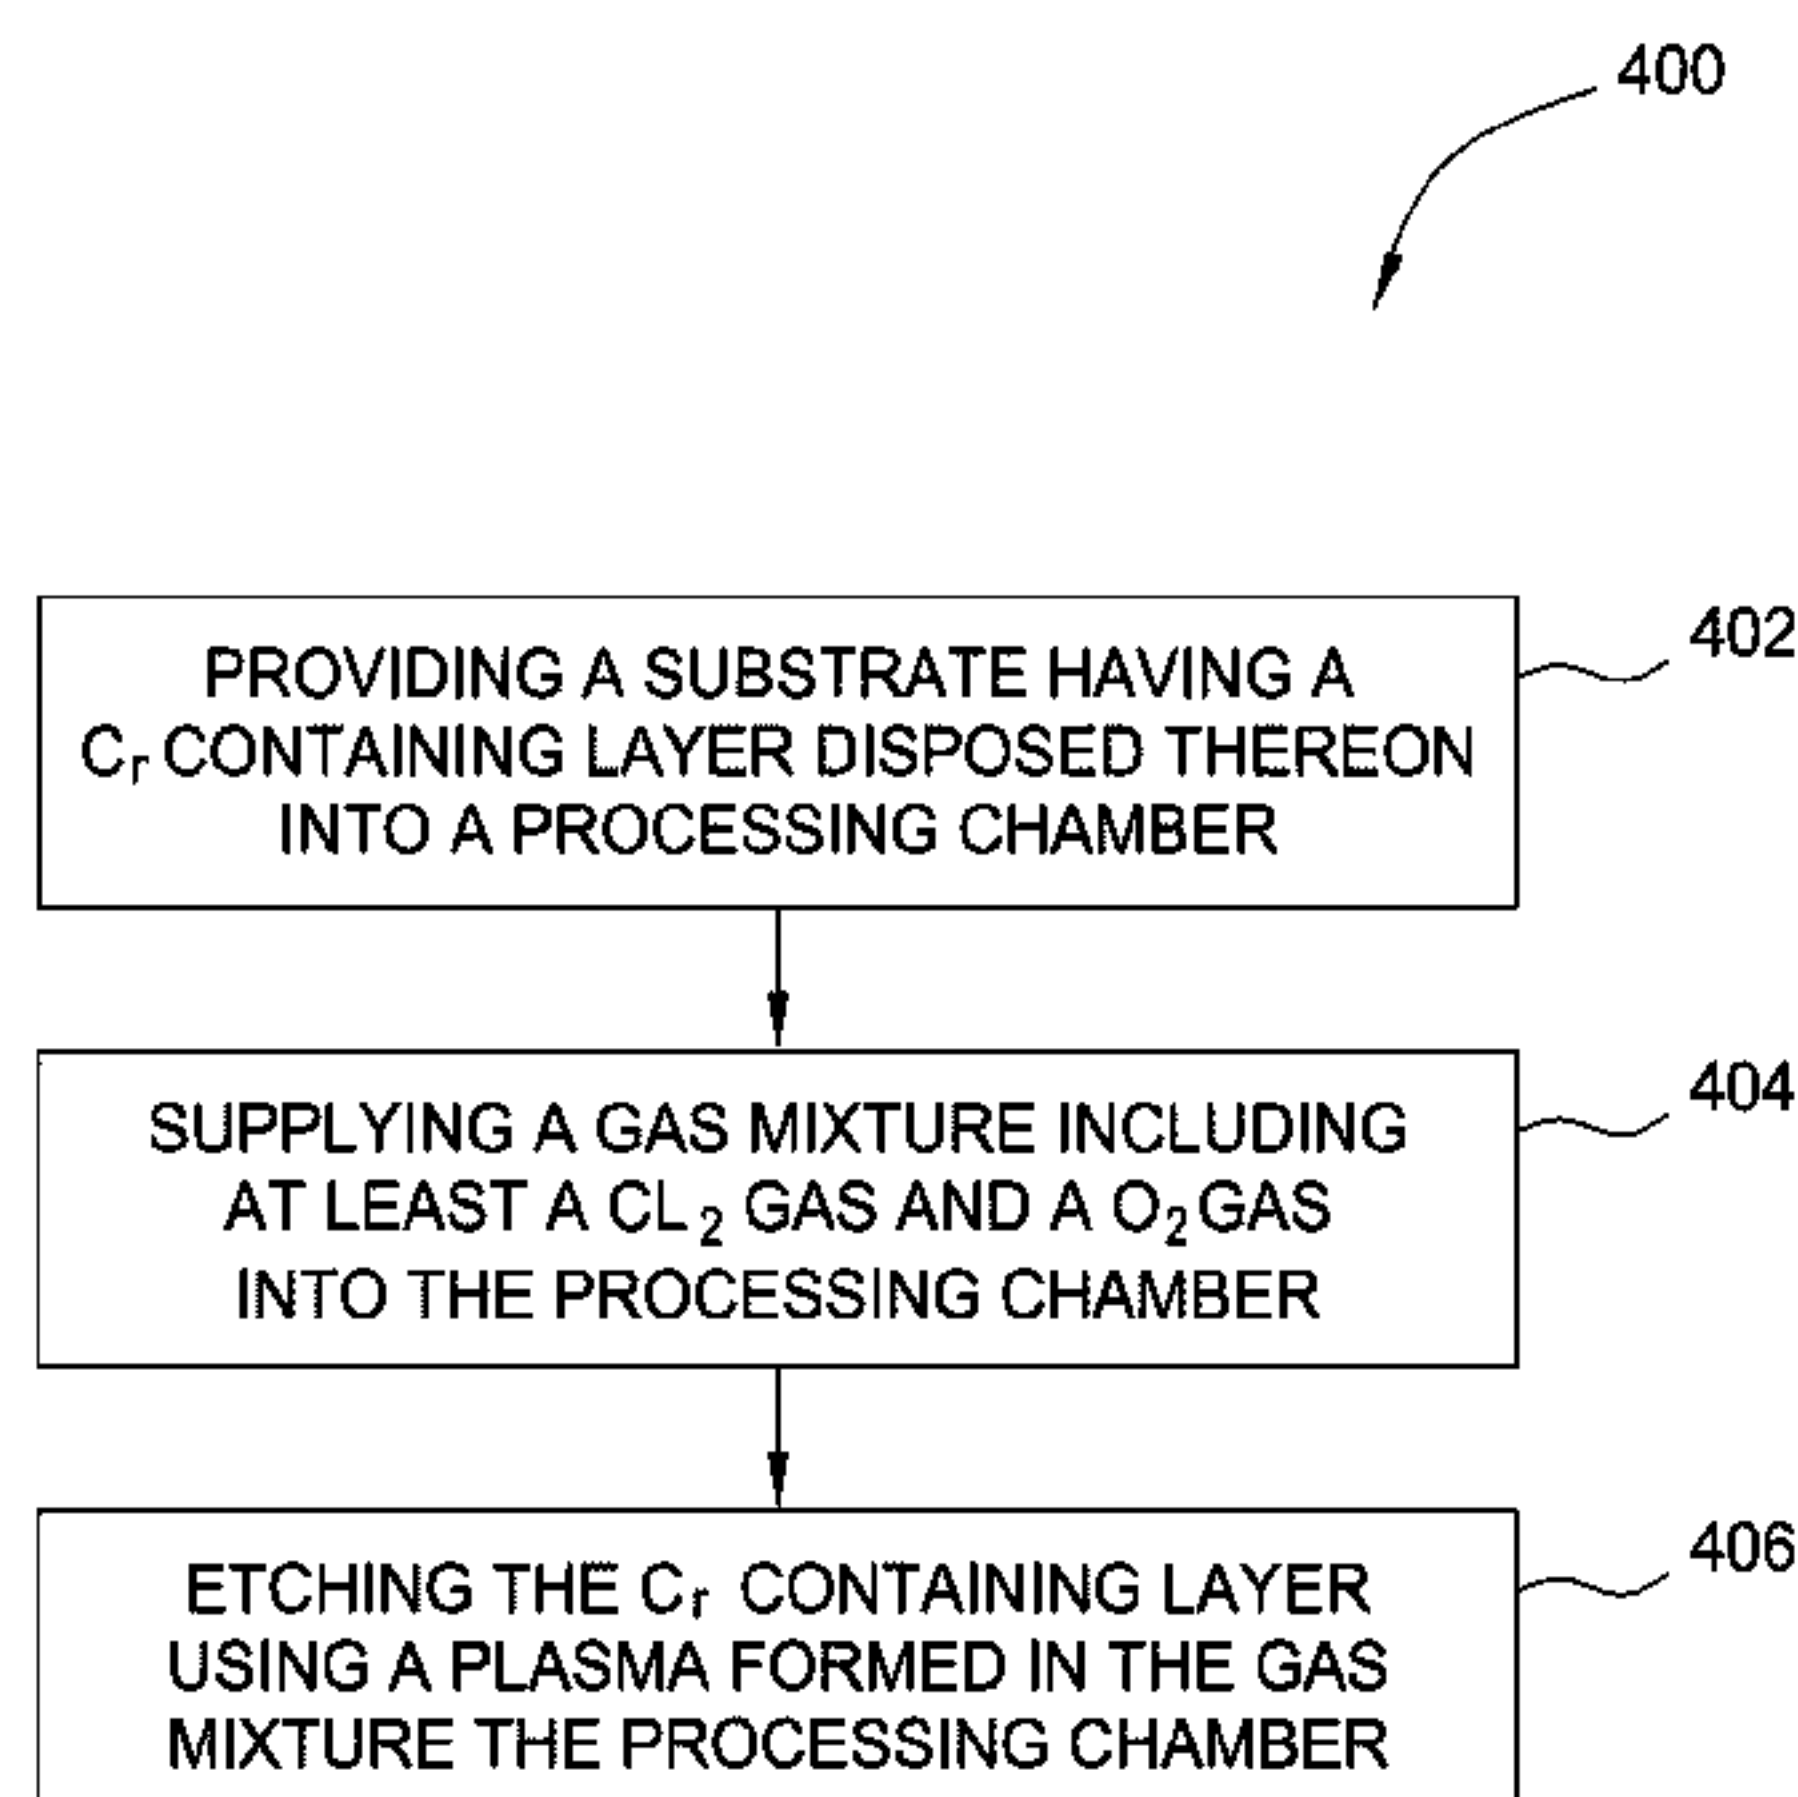 400
PROVIDING A SUBSTRATE HAVING A
Cr CONTAINING LAYER DISPOSED THEREON
INTO A PROCESSING CHAMBER
402
SUPPLYING A GAS MIXTURE INCLUDING
AT LEAST A CL2 GAS AND A O2 GAS
INTO THE PROCESSING CHAMBER
404
ETCHING THE Cr CONTAINING LAYER
USING A PLASMA FORMED IN THE GAS
MIXTURE THE PROCESSING CHAMBER
406